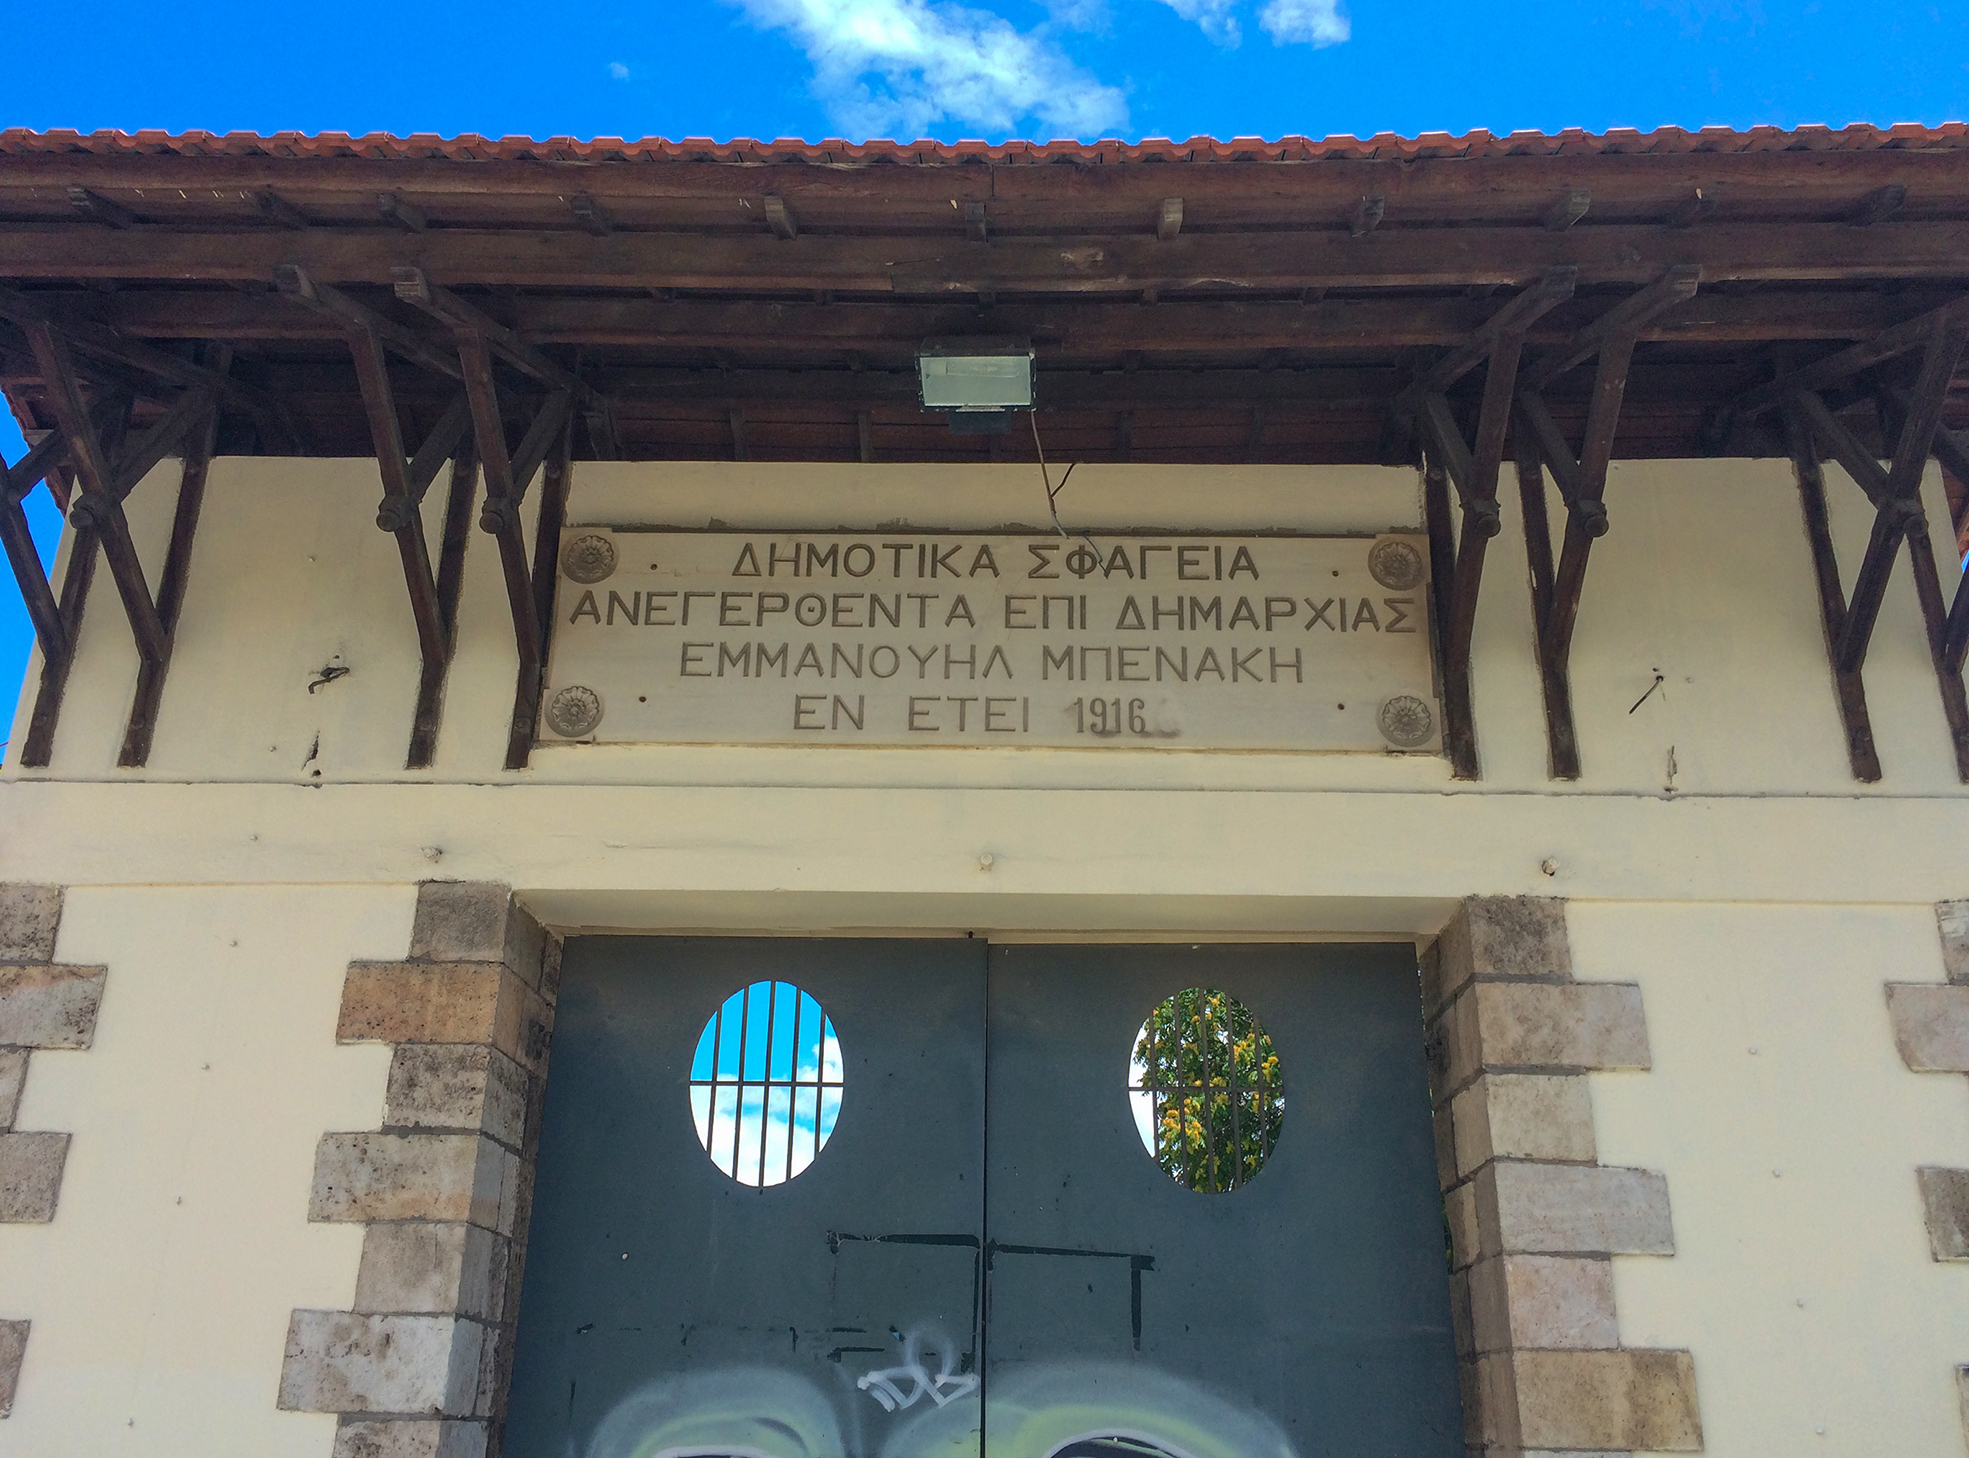 ΔΗΜΟΤΙΚΑ ΣΦΑΓΕΙΑ
ΑΝΕΓΕΡΘΕΝΤΑ ΕΠΙ ΔΗΜΑΡΧΙΑΣ
ΕΜΜΑΝΟΥΗΛ ΜΠΕΝΑΚΗ
ΕΝ ΕΤΕΙ 1916